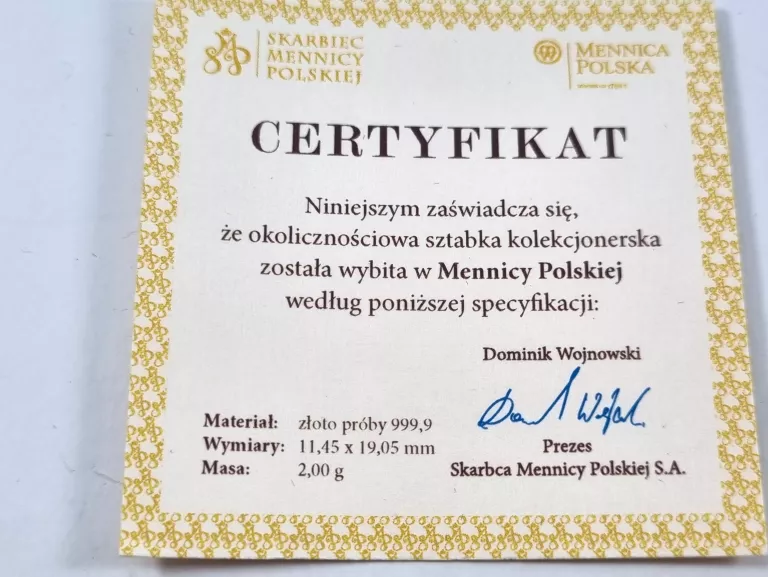 SKARBIEC
MENNICY
POLSKIEJ
MENNICA
POLSKA
CERTYFIKAT
Niniejszym zaświadcza się,
że okolicznościowa sztabka kolekcjonerska
została wybita w Mennicy Polskiej
według poniższej specyfikacji:
Dominik Wojnowski
Materiał: złoto próby 999,9
Wymiary: 11,45 x 19,05 mm
Masa: 2,00 g
Prezes
Skarbca Mennicy Polskiej S.A.